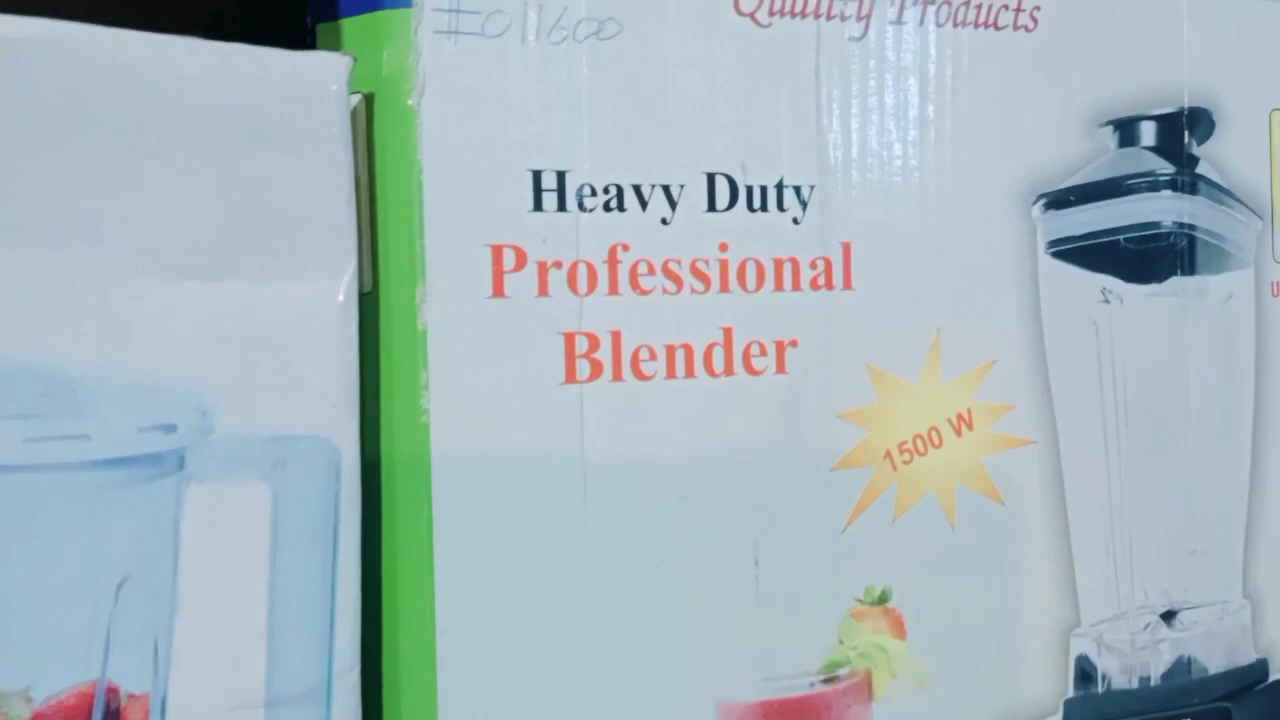 #011600
Quality Products
Heavy Duty
Professional
Blender
1500 W